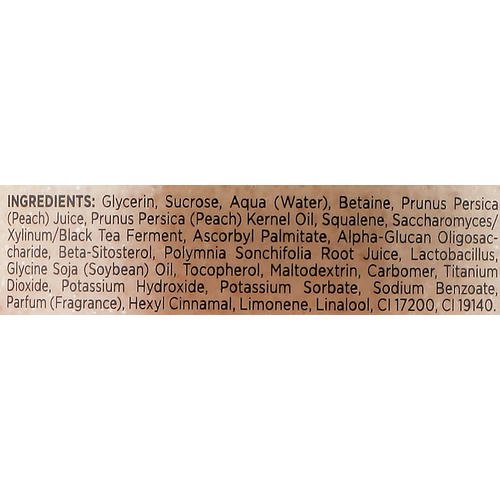 INGREDIENTS: Glycerin, Sucrose, Aqua (Water), Betaine, Prunus Persica
(Peach) Juice, Prunus Persica (Peach) Kernel Oil, Squalene, Saccharomyces/
Xylinum/Black Tea Ferment, Ascorbyl Palmitate, Alpha-Glucan Oligosac-
charide, Beta-Sitosterol, Polymnia Sonchifolia Root Juice, Lactobacillus,
Glycine Soja (Soybean) Oil, Tocopherol, Maltodextrin, Carbomer, Titanium
Dioxide, Potassium Hydroxide, Potassium Sorbate, Sodium Benzoate,
Parfum (Fragrance), Hexyl Cinnamal, Limonene, Linalool, CI 17200, CI 19140.